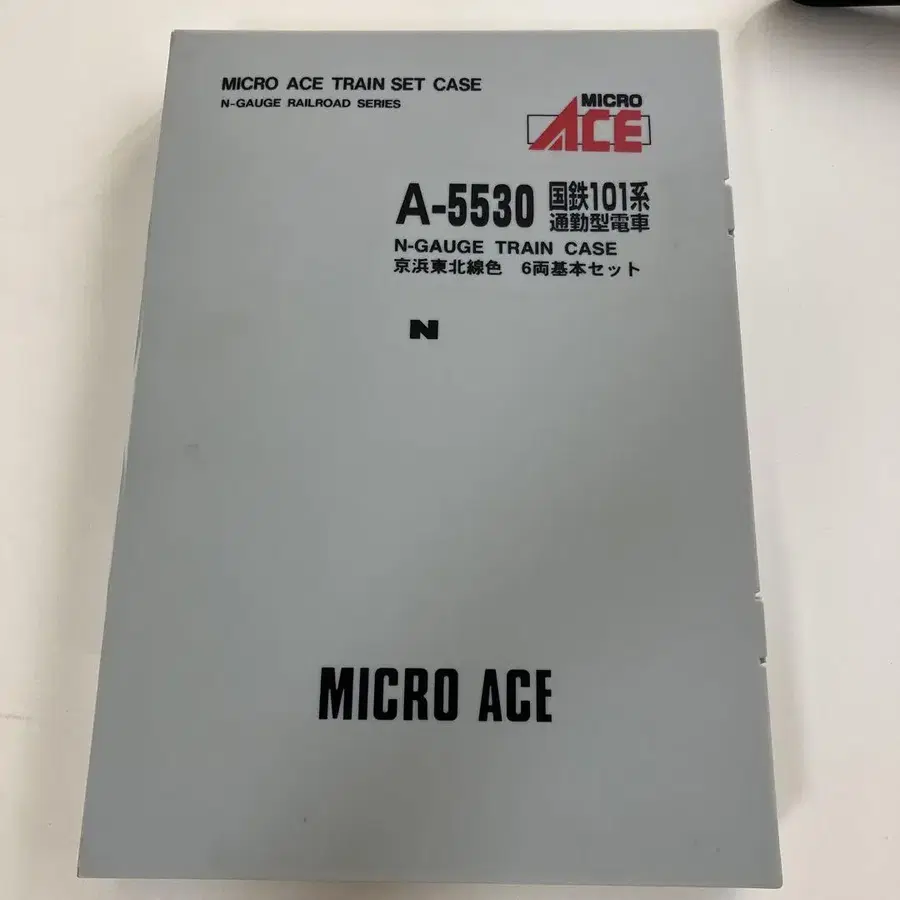 MICRO ACE TRAIN SET CASE
N-GAUGE RAILROAD SERIES
MICRO
ACE
A-5530 国鉄101系
通勤型電車
N-GAUGE TRAIN CASE
京浜東北線色 6両基本セット
N
MICRO ACE